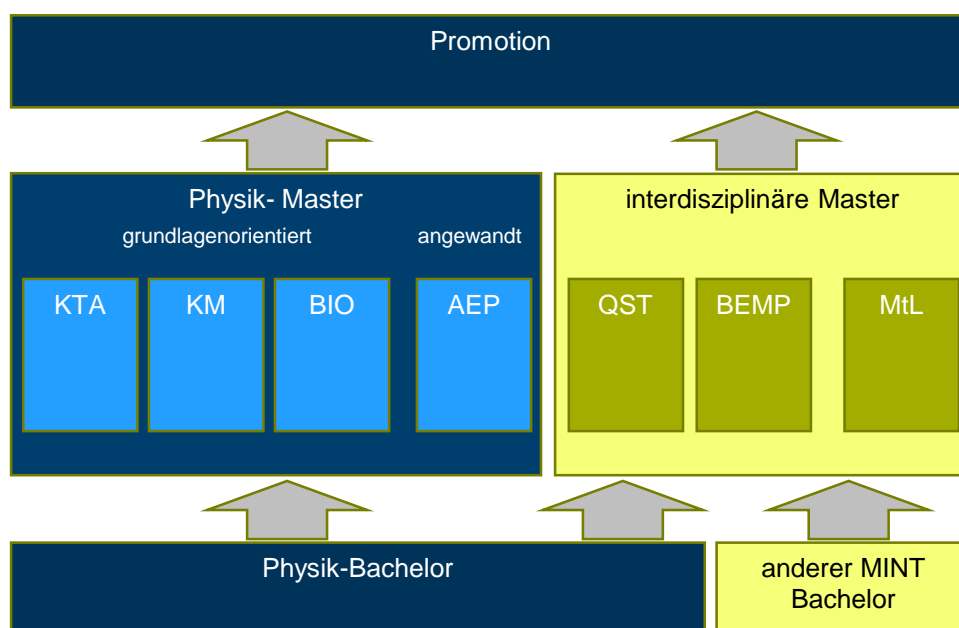 Promotion
Physik- Master
grundlagenorientiert
angewandt
KTA
KM
BIO
AEP
interdisziplinäre Master
QST
BEMP
MtL
Physik-Bachelor
anderer MINT
Bachelor